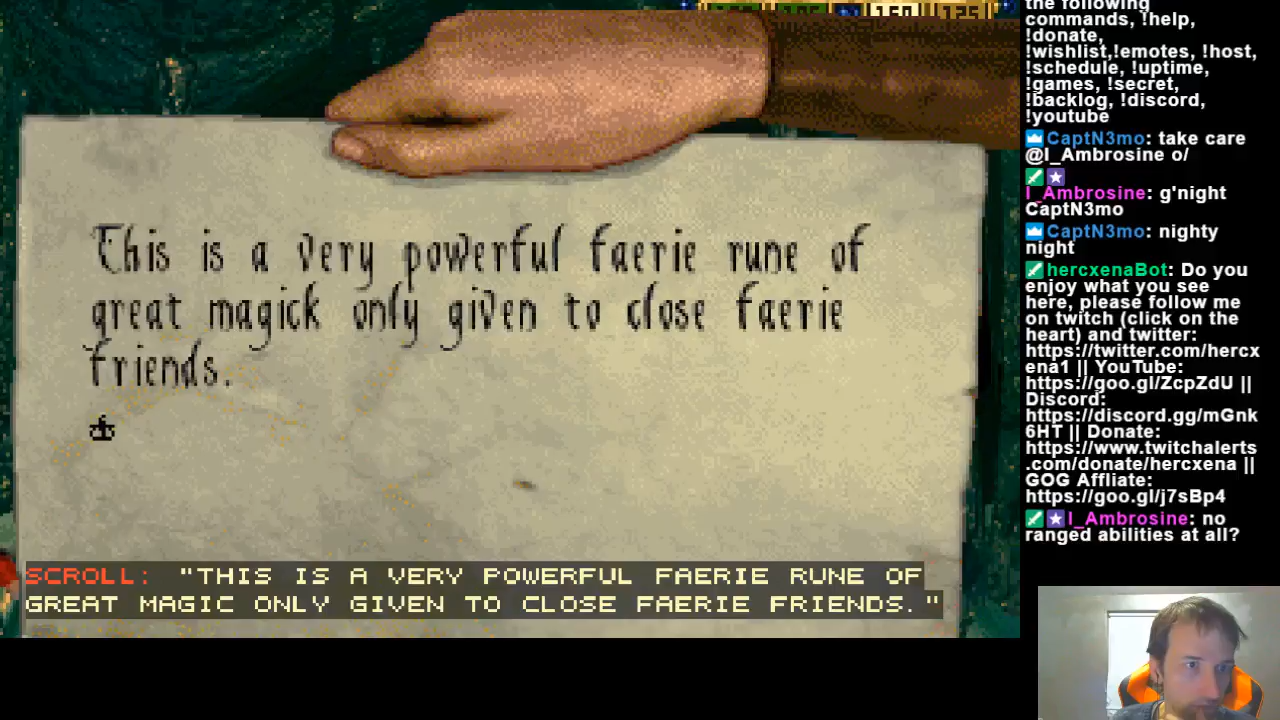 This is a very powerful faerie rune of
great magick only given to close faerie
friends.
SCROLL: "THIS IS A VERY POWERFUL FAERIE RUNE OF
GREAT MAGIC ONLY GIVEN TO CLOSE FAERIE FRIENDS."
the following
commands, !help,
!donate,
!wishlist,!emotes, !host,
!schedule, !uptime,
!games, !secret,
!backlog, !discord,
!youtube
CaptN3mo: take care
@I_Ambrosine o/
I_Ambrosine: g'night
CaptN3mo
CaptN3mo: nighty
night
hercxenaBot: Do you
enjoy what you see
here, please follow me
on twitch (click on the
heart) and twitter:
https://twitter.com/hercx
ena1 || YouTube:
https://goo.gl/ZcpZdU ||
Discord:
https://discord.gg/mGnk
6HT || Donate:
https://www.twitchalerts
.com/donate/hercxena ||
GOG Affliate:
https://goo.gl/j7sBp4
I_Ambrosine: no
ranged abilities at all?